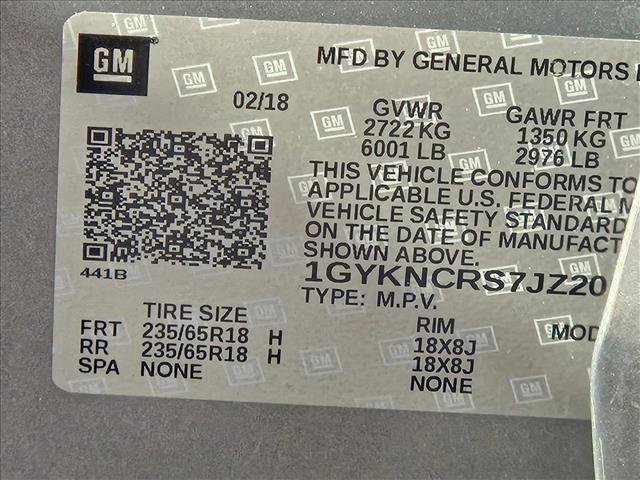 GM
MFD BY GENERAL MOTORS
02/18
GVWR GAWR FRT
2722 KG 1350 KG
6001 LB 2976 LB
THIS VEHICLE CONFORMS TO
APPLICABLE U.S. FEDERAL
VEHICLE SAFETY STANDARD
ON THE DATE OF MANUFACT
SHOWN ABOVE.
441B
1GYKNCRS7JZ20
TYPE: M.P.V.
TIRE SIZE RIM MOD
FRT 235/65R18 H 18X8J
RR 235/65R18 H 18X8J
SPA NONE NONE